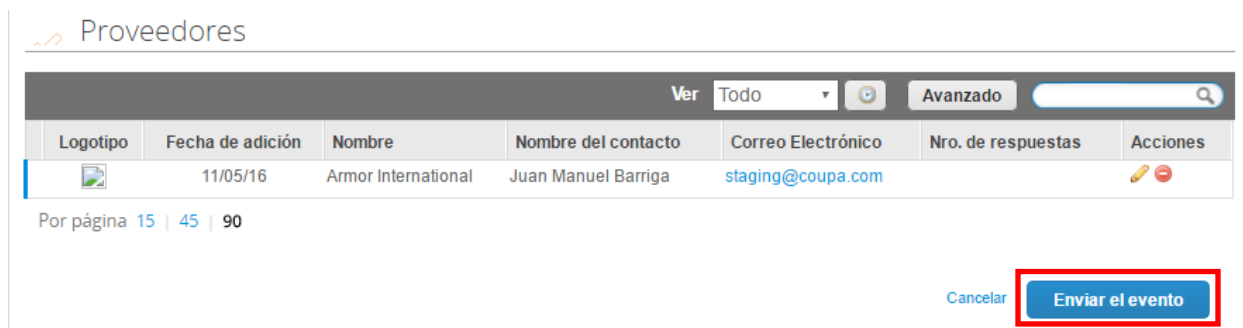 Proveedores
Ver Todo Avanzado
Logotipo Fecha de adición Nombre Nombre del contacto Correo Electrónico Nro. de respuestas Acciones
11/05/16 Armor International Juan Manuel Barriga staging@coupa.com
Por página 15 | 45 | 90
Cancelar Enviar el evento